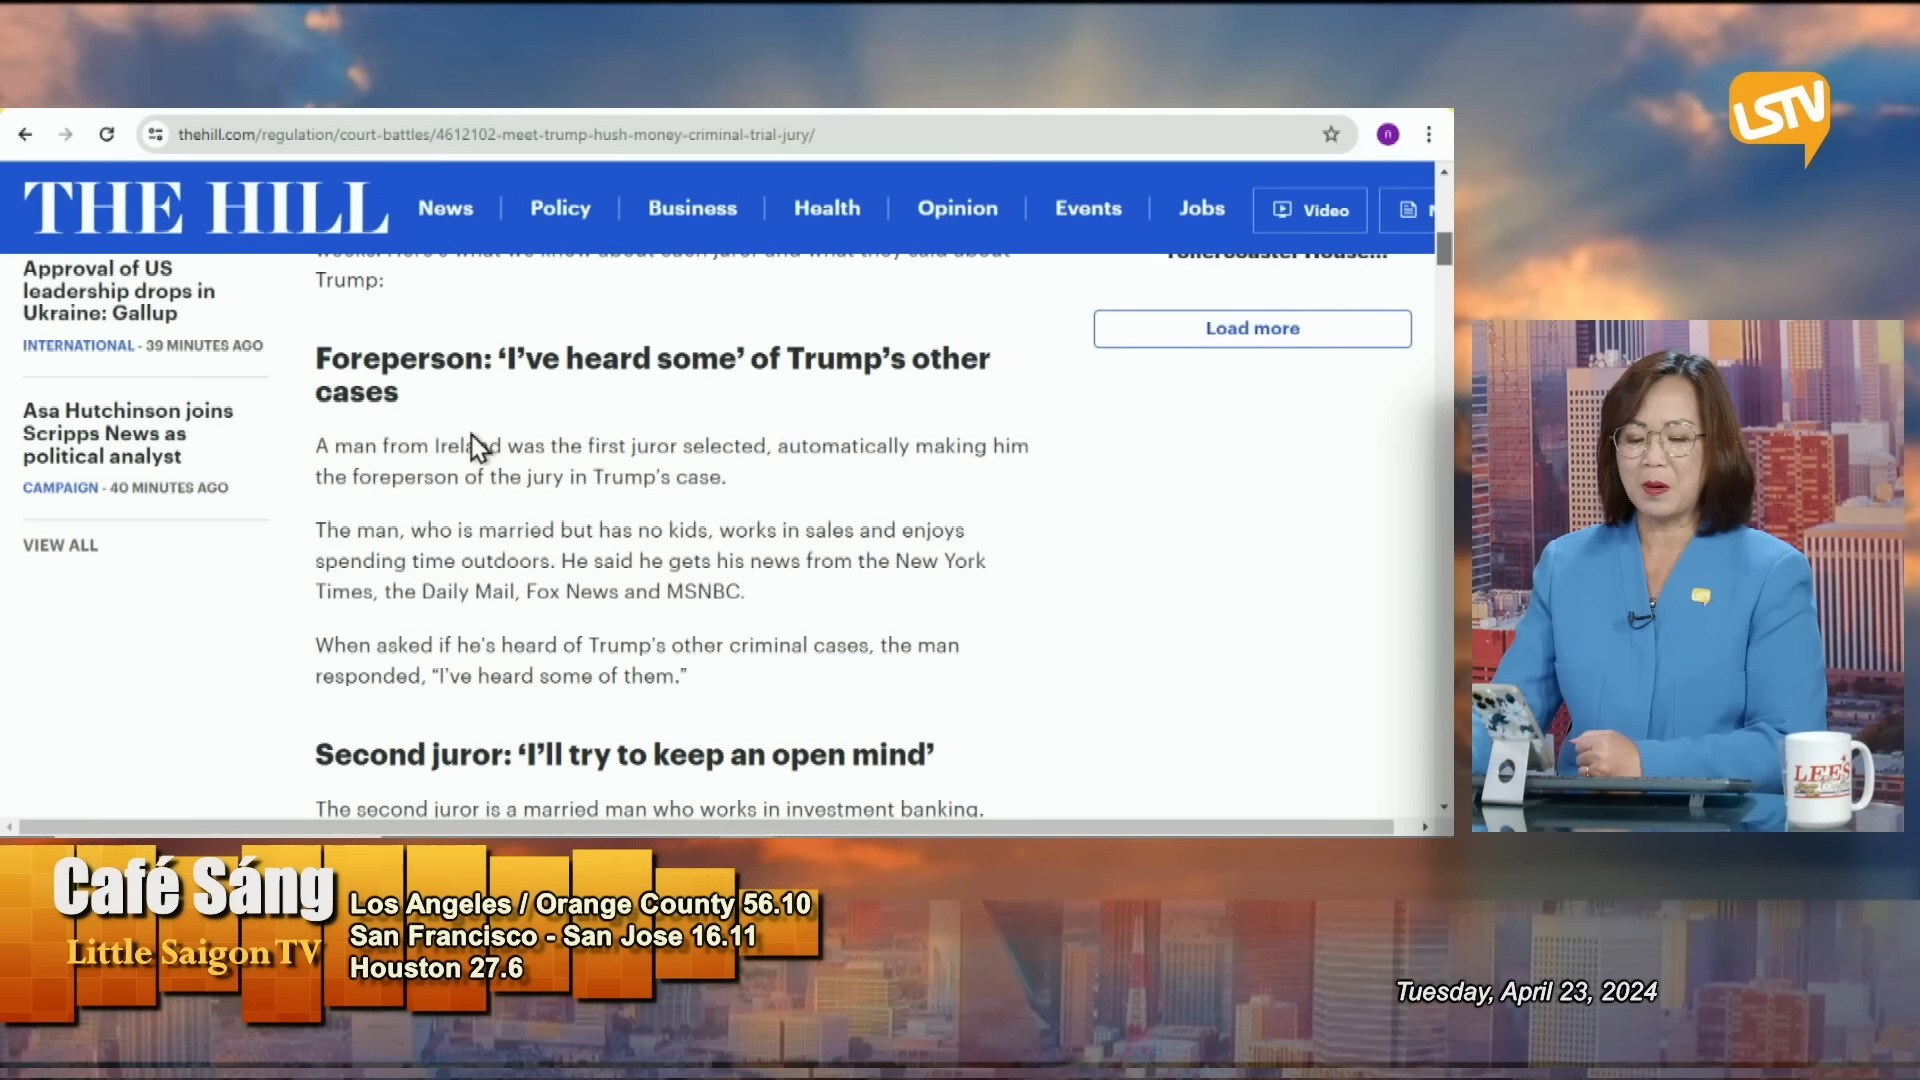 LSTV
thehill.com/regulation/court-battles/4612102-meet-trump-hush-money-criminal-trial-jury/
THE HILL
News
Policy
Business
Health
Opinion
Events
Jobs
Video
Approval of US
leadership drops in
Ukraine: Gallup
INTERNATIONAL - 39 MINUTES AGO
Asa Hutchinson joins
Scripps News as
political analyst
CAMPAIGN - 40 MINUTES AGO
VIEW ALL
Trump:
Foreperson: ‘I’ve heard some’ of Trump’s other
cases
A man from Ireland was the first juror selected, automatically making him
the foreperson of the jury in Trump's case.
The man, who is married but has no kids, works in sales and enjoys
spending time outdoors. He said he gets his news from the New York
Times, the Daily Mail, Fox News and MSNBC.
When asked if he's heard of Trump's other criminal cases, the man
responded, “I've heard some of them.”
Second juror: ‘I’ll try to keep an open mind’
The second juror is a married man who works in investment banking.
Load more
LEE'S
Café Sáng
Little Saigon TV
Los Angeles / Orange County 56.10
San Francisco - San Jose 16.11
Houston 27.6
Tuesday, April 23, 2024